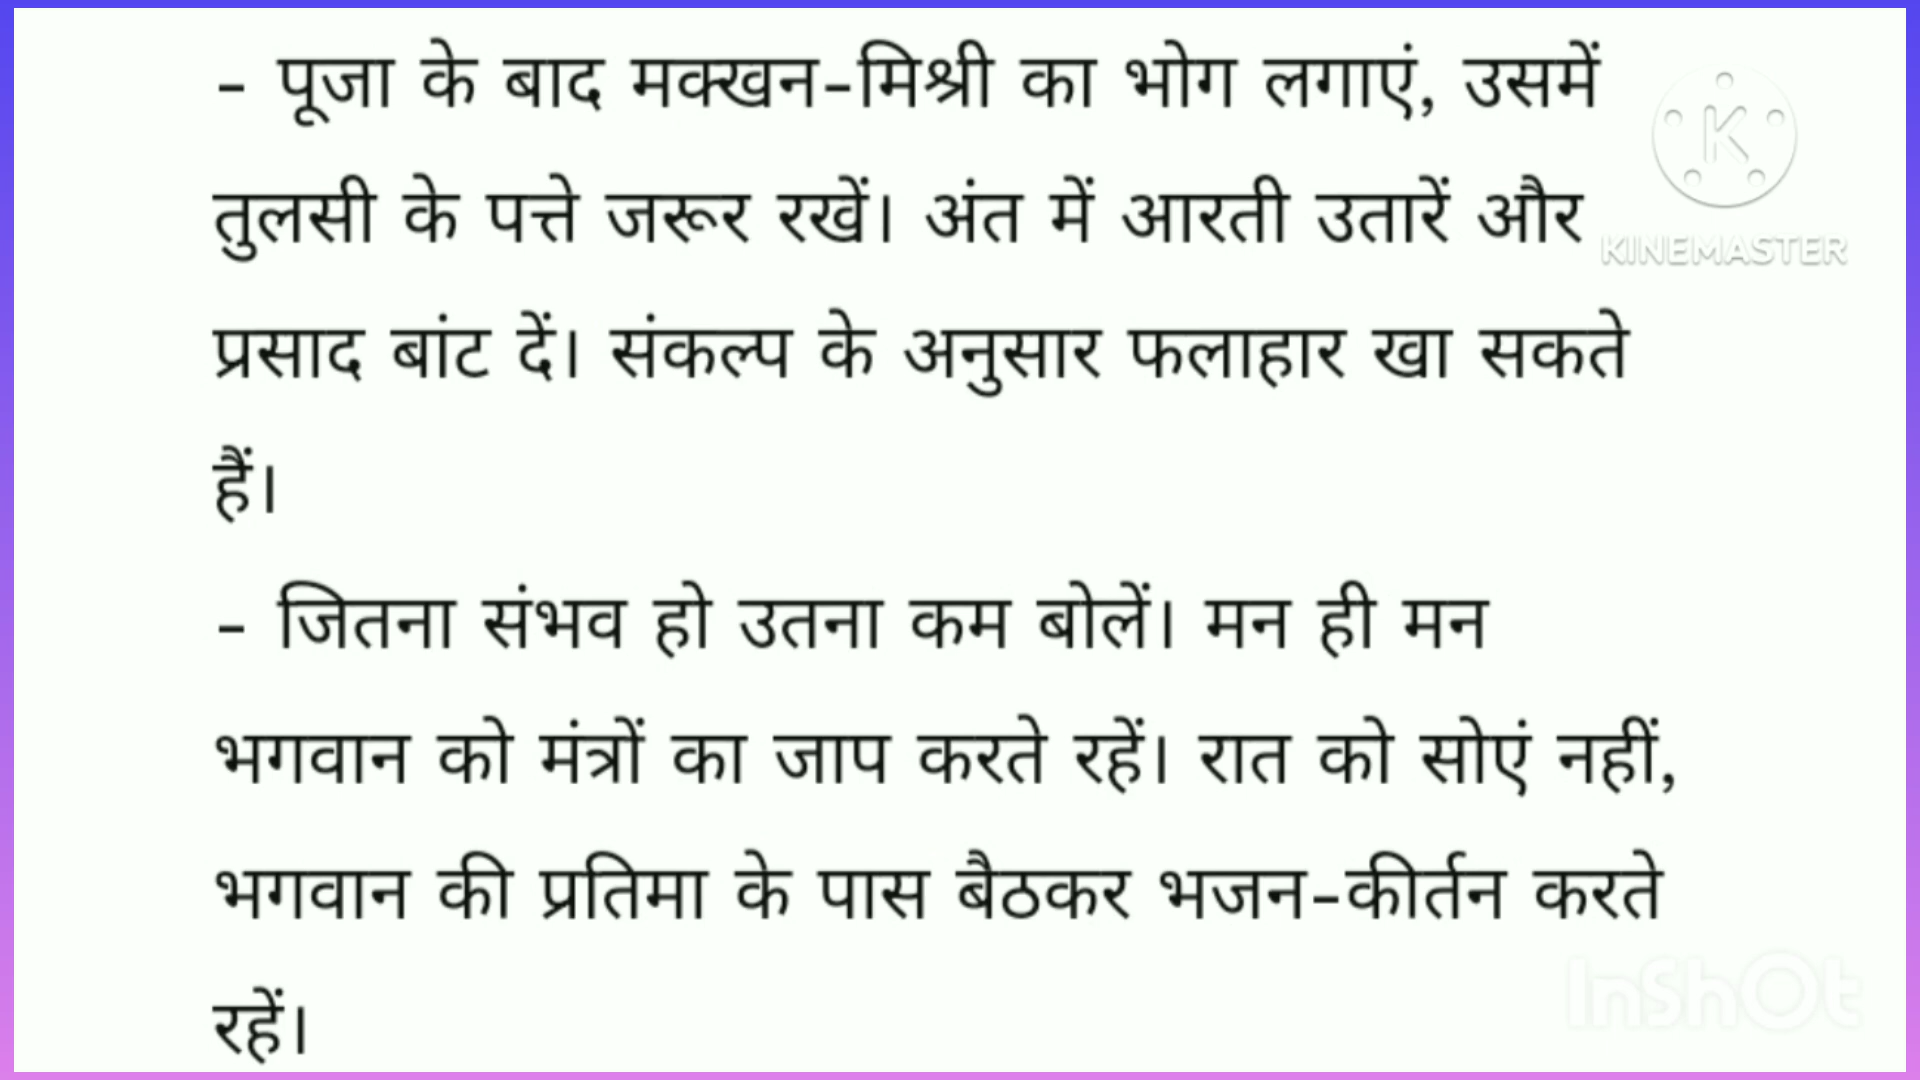 - पूजा के बाद मक्खन-मिश्री का भोग लगाएं, उसमें
तुलसी के पत्ते जरूर रखें। अंत में आरती उतारें और
प्रसाद बांट दें। संकल्प के अनुसार फलाहार खा सकते
हैं।
- जितना संभव हो उतना कम बोलें। मन ही मन
भगवान को मंत्रों का जाप करते रहें। रात को सोएं नहीं,
भगवान की प्रतिमा के पास बैठकर भजन-कीर्तन करते
रहें।
K
KINEMASTER
InShOt